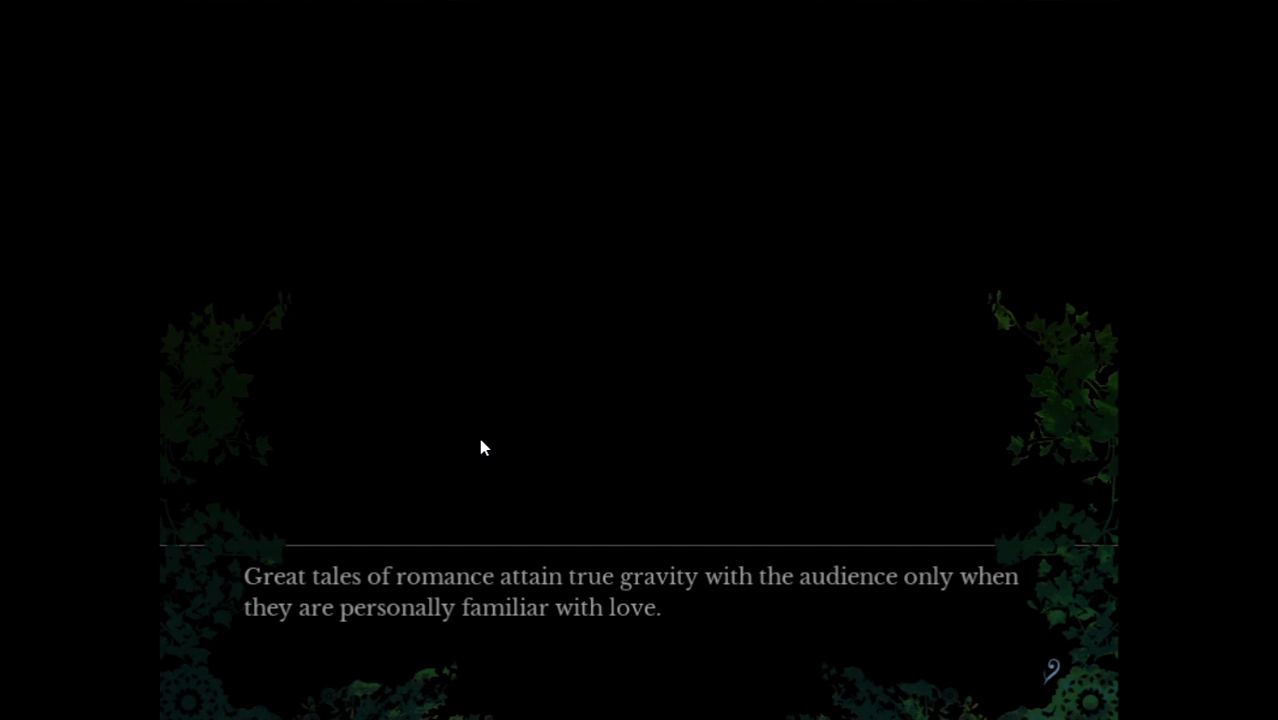 Great tales of romance attain true gravity with the audience only when
they are personally familiar with love.